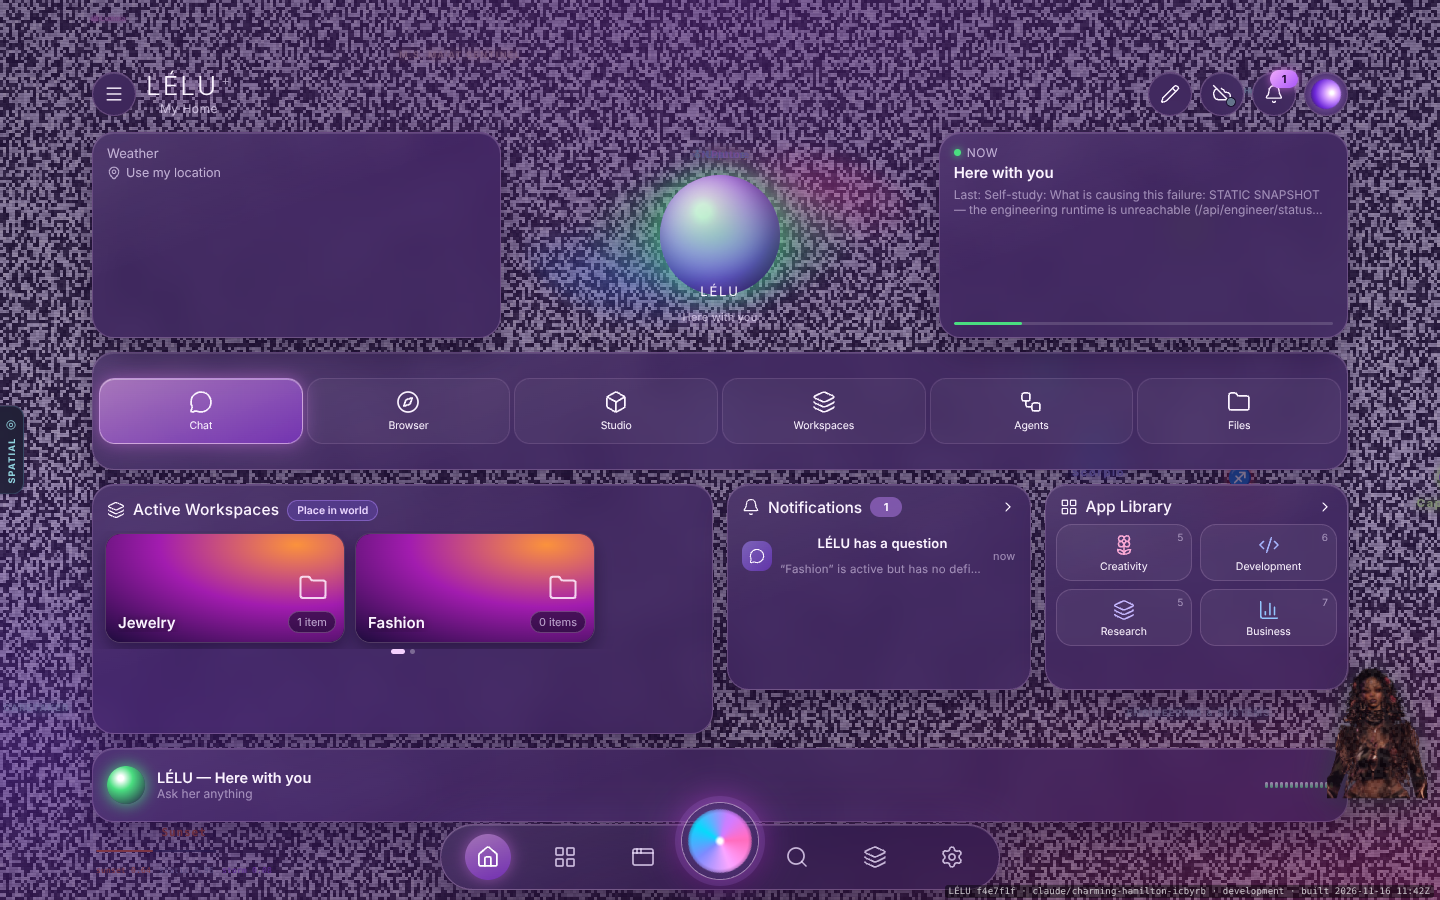 LÉLU
My Home
1
Weather
Use my location
LÉLU
Here with you
NOW
Here with you
Last: Self-study: What is causing this failure: STATIC SNAPSHOT
— the engineering runtime is unreachable (/api/engineer/status...
Chat
Browser
Studio
Workspaces
Agents
Files
SPATIAL
Active Workspaces
Place in world
Jewelry
1 item
Fashion
0 items
Notifications
1
LÉLU has a question
now
“Fashion” is active but has no defi...
App Library
Creativity
5
Development
6
Research
5
Business
7
LÉLU — Here with you
Ask her anything
LÉLU f4e7f1f · claude/charming-hamilton-icbyrb · development · built 2026-11-16 11:42Z